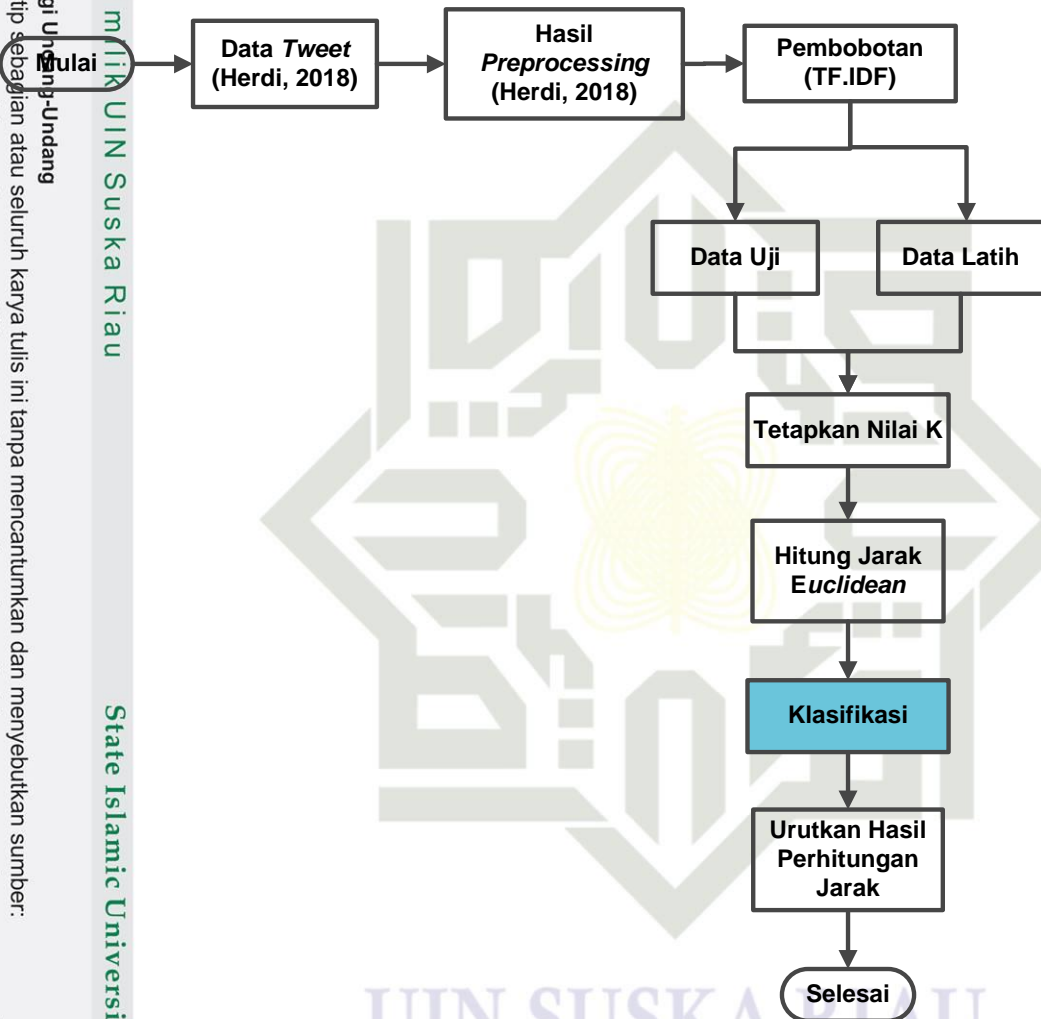 Mulai
Data Tweet
(Herdi, 2018)
Hasil
Preprocessing
(Herdi, 2018)
Pembobotan
(TF.IDF)
Data Uji
Data Latih
Tetapkan Nilai K
Hitung Jarak
Euclidean
Klasifikasi
Urutkan Hasil
Perhitungan
Jarak
Selesai
milik UIN Suska Riau
State Islamic Universi
gi Undang-Undang
tip sebagian atau seluruh karya tulis ini tanpa mencantumkan dan menyebutkan sumber:
UIN SUSKA RIAU